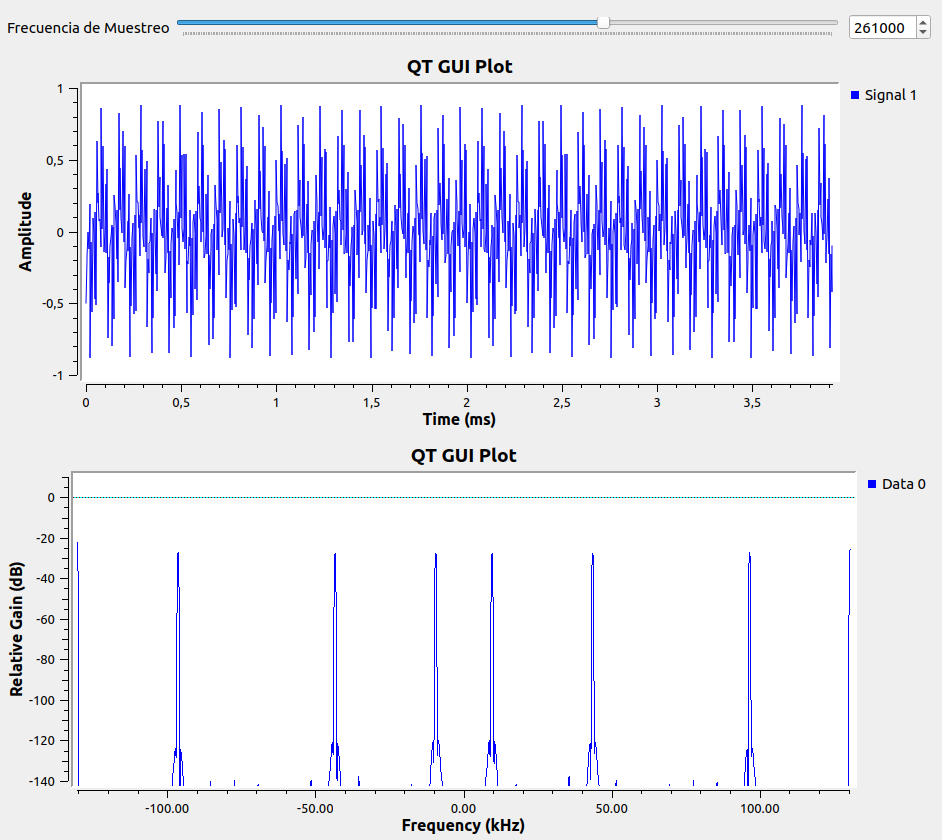 Frecuencia de Muestreo 261000
QT GUI Plot
Signal 1
Amplitude
1
0,5
0
-0,5
-1
0 0,5 1 1,5 2 2,5 3 3,5
Time (ms)
QT GUI Plot
Data 0
Relative Gain (dB)
0
-20
-40
-60
-80
-100
-120
-140
-100.00 -50.00 0.00 50.00 100.00
Frequency (kHz)